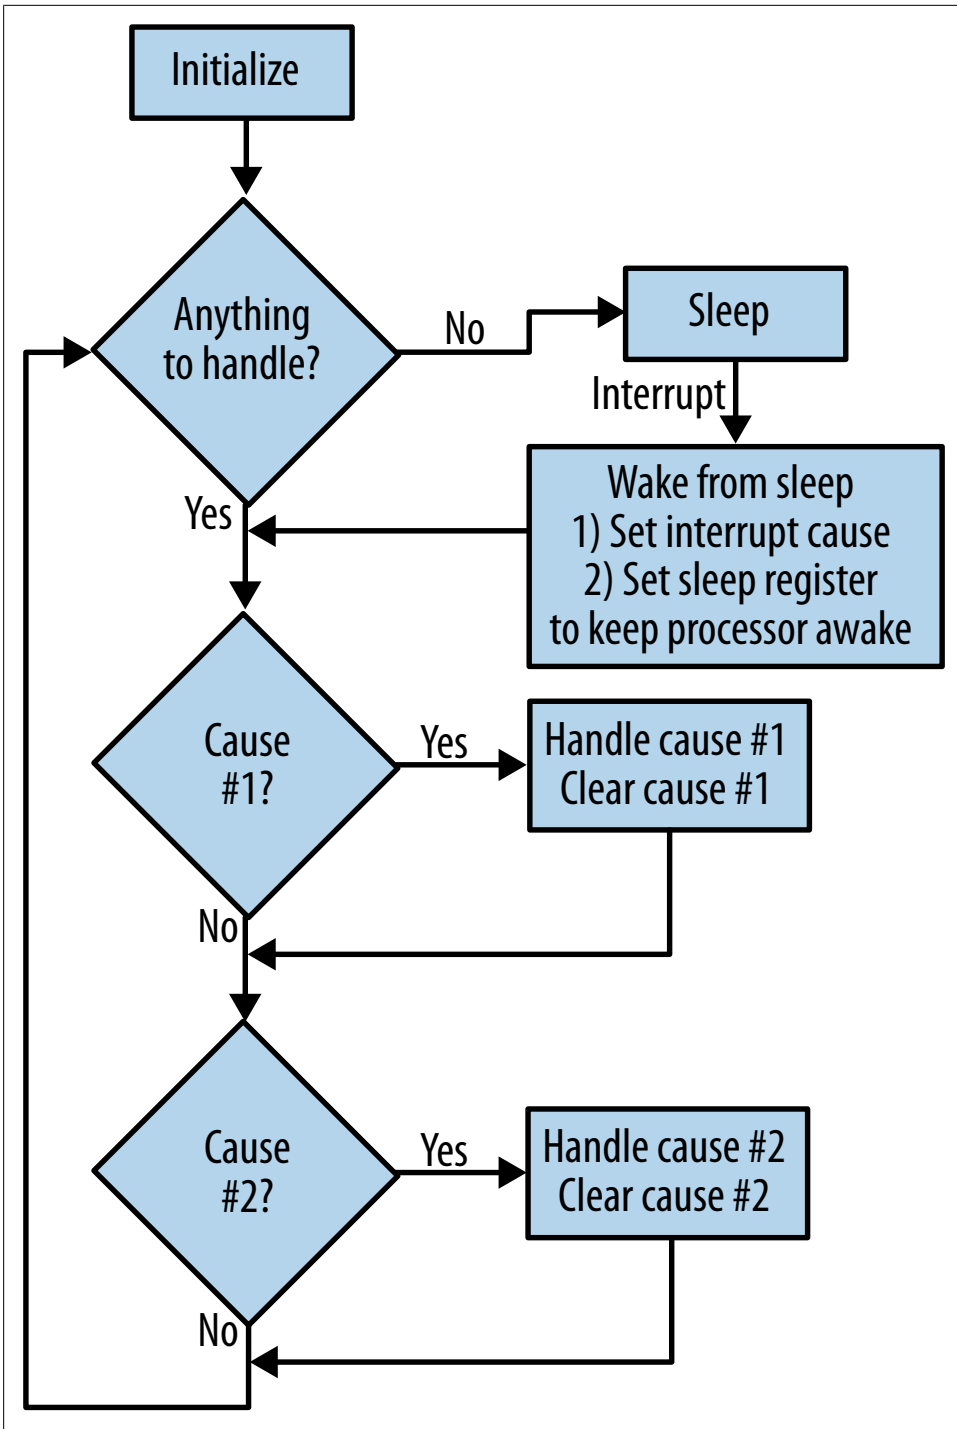 Initialize
Anything
to handle?
No
Sleep
Interrupt
Wake from sleep
1) Set interrupt cause
2) Set sleep register
to keep processor awake
Yes
Cause
#1?
Yes
Handle cause #1
Clear cause #1
No
Cause
#2?
Yes
Handle cause #2
Clear cause #2
No